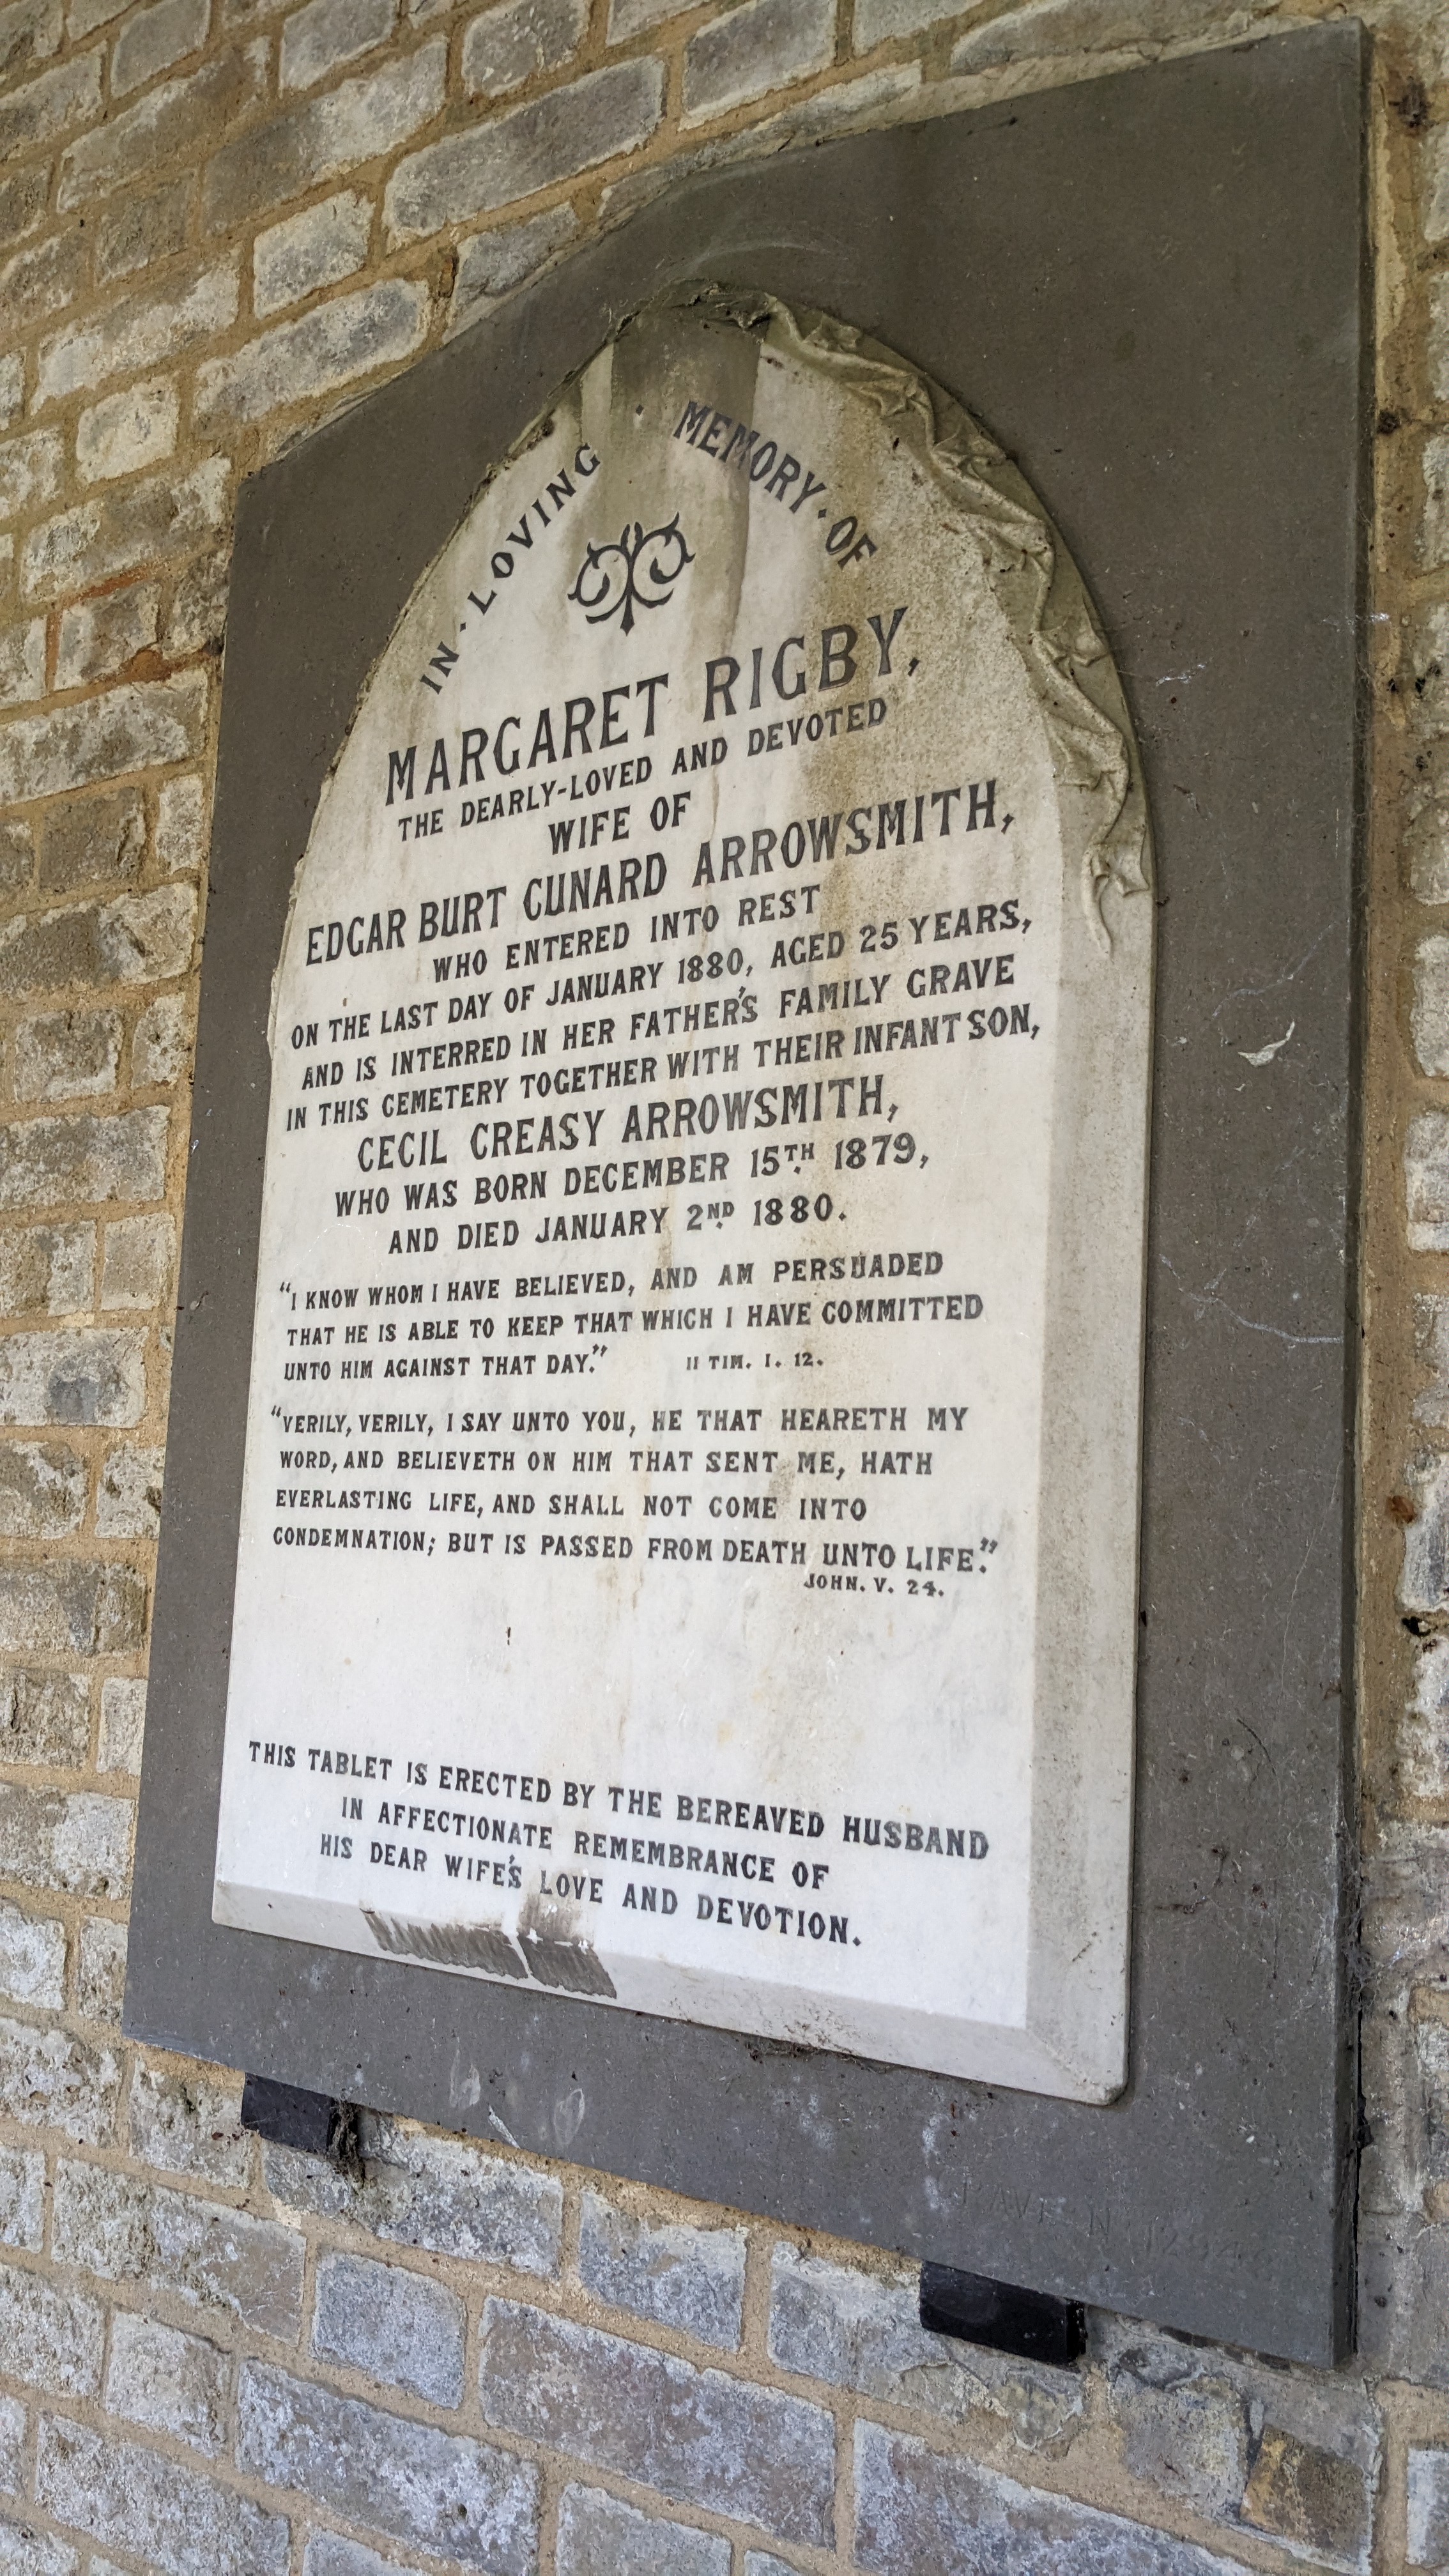 IN · LOVING · MEMORY · OF
MARGARET RIGBY,
THE DEARLY-LOVED AND DEVOTED
WIFE OF
EDGAR BURT CUNARD ARROWSMITH,
WHO ENTERED INTO REST
ON THE LAST DAY OF JANUARY 1880, AGED 25 YEARS,
AND IS INTERRED IN HER FATHER'S FAMILY GRAVE
IN THIS CEMETERY TOGETHER WITH THEIR INFANT SON,
CECIL CREASY ARROWSMITH,
WHO WAS BORN DECEMBER 15TH 1879,
AND DIED JANUARY 2ND 1880.
"I KNOW WHOM I HAVE BELIEVED, AND AM PERSUADED
THAT HE IS ABLE TO KEEP THAT WHICH I HAVE COMMITTED
UNTO HIM AGAINST THAT DAY." II TIM. I. 12.
"VERILY, VERILY, I SAY UNTO YOU, HE THAT HEARETH MY
WORD, AND BELIEVETH ON HIM THAT SENT ME, HATH
EVERLASTING LIFE, AND SHALL NOT COME INTO
CONDEMNATION; BUT IS PASSED FROM DEATH UNTO LIFE."
JOHN. V. 24.
THIS TABLET IS ERECTED BY THE BEREAVED HUSBAND
IN AFFECTIONATE REMEMBRANCE OF
HIS DEAR WIFE'S LOVE AND DEVOTION.